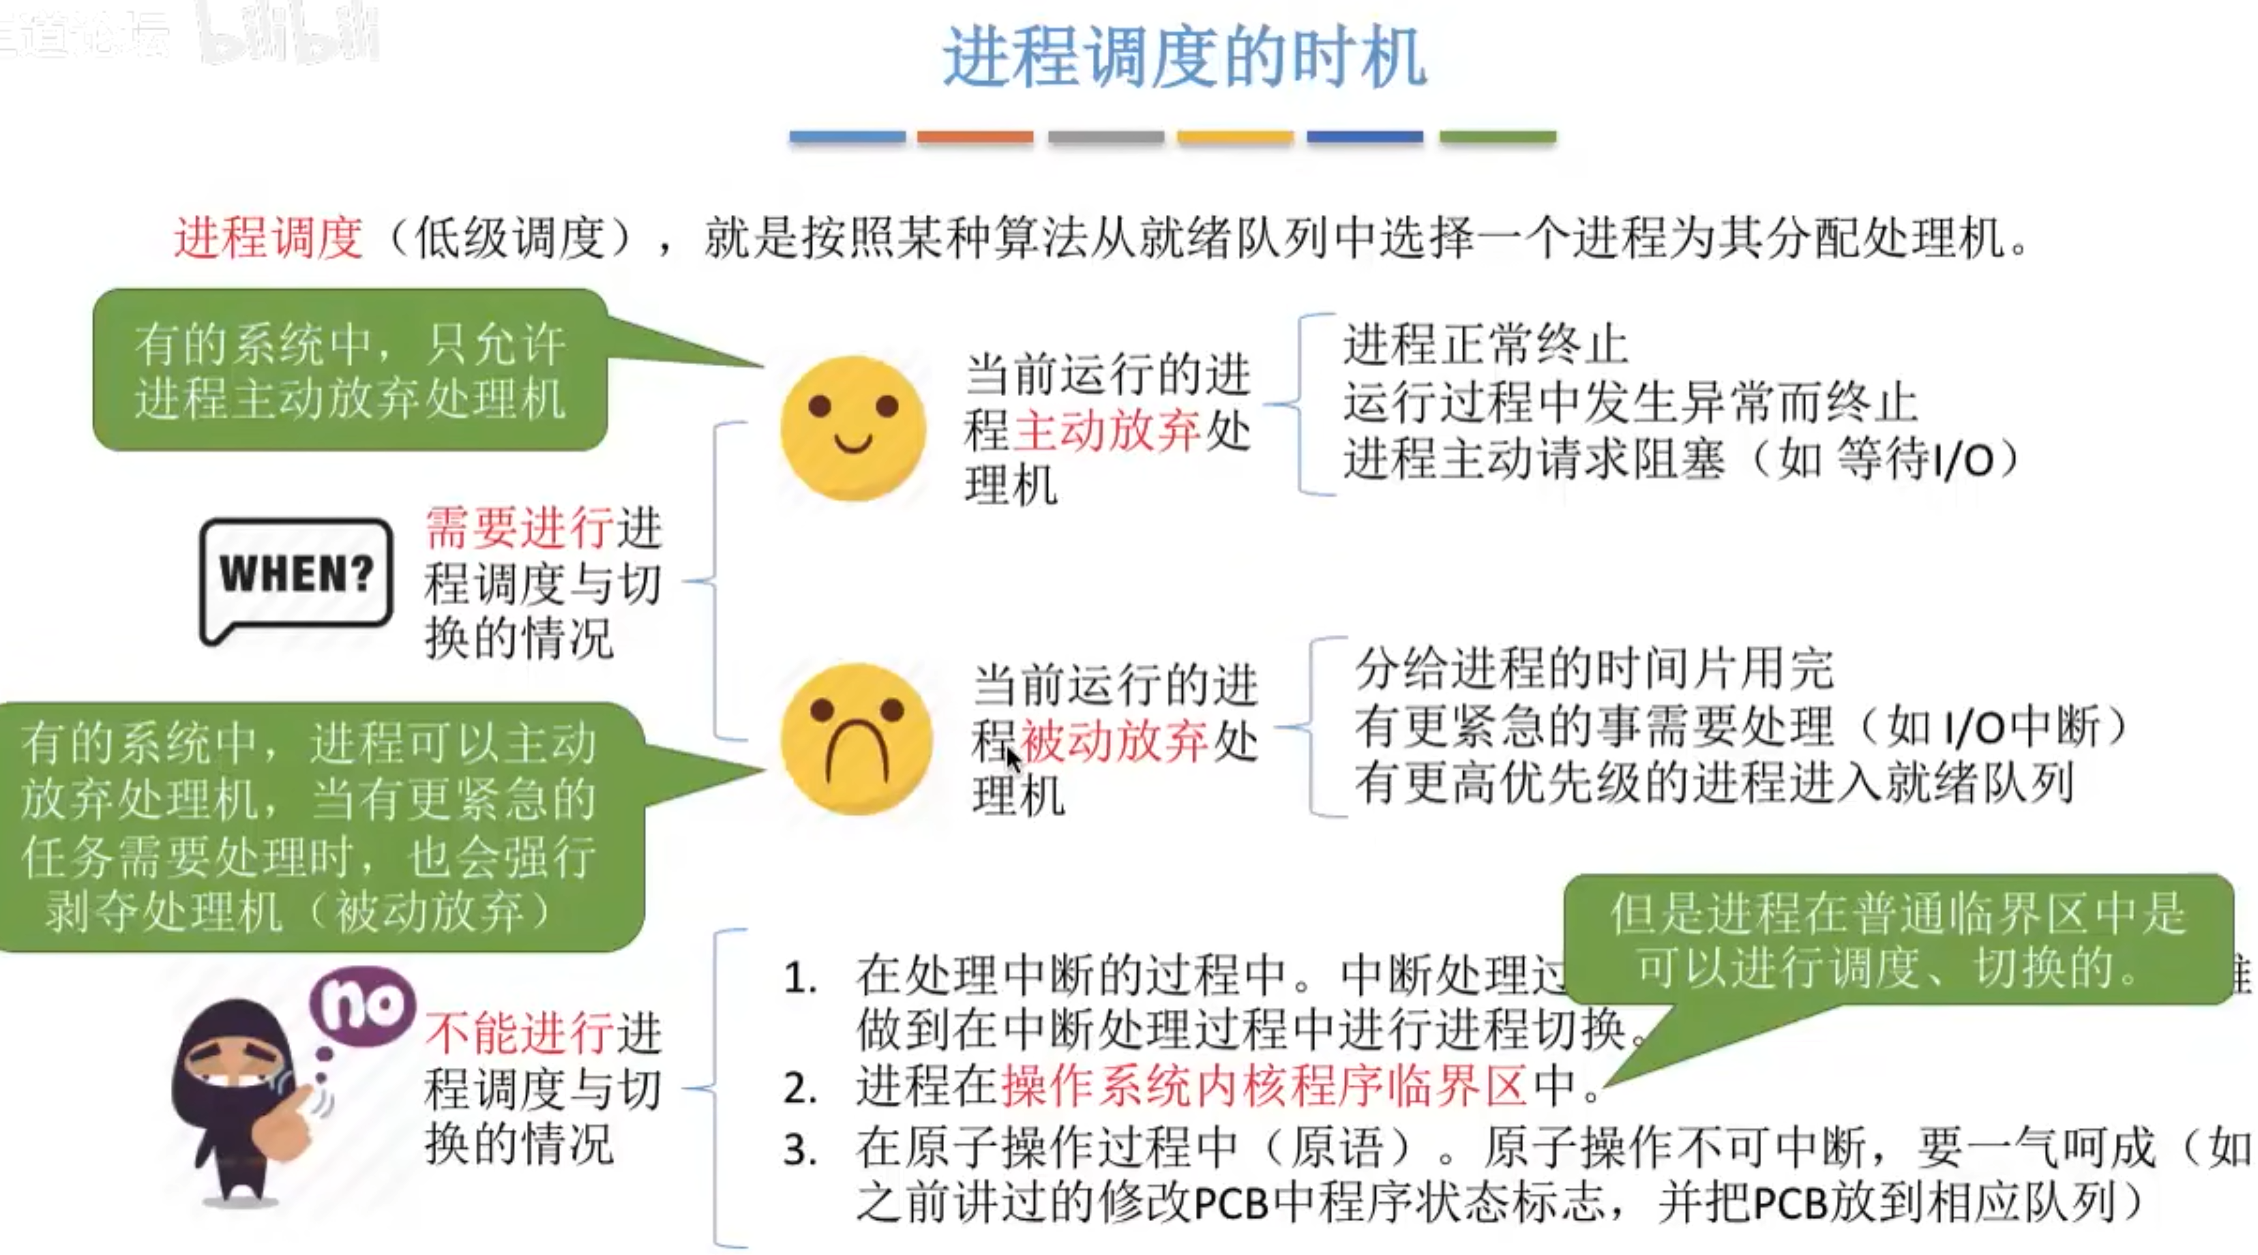 道论坛 bilibili
进程调度的时机
进程调度（低级调度），就是按照某种算法从就绪队列中选择一个进程为其分配处理机。
有的系统中，只允许
进程主动放弃处理机
当前运行的进
程主动放弃处
理机
进程正常终止
运行过程中发生异常而终止
进程主动请求阻塞（如 等待I/O）
WHEN?
需要进行进
程调度与切
换的情况
有的系统中，进程可以主动
放弃处理机，当有更紧急的
任务需要处理时，也会强行
剥夺处理机（被动放弃）
当前运行的进
程被动放弃处
理机
分给进程的时间片用完
有更紧急的事需要处理（如 I/O中断）
有更高优先级的进程进入就绪队列
no
不能进行进
程调度与切
换的情况
但是进程在普通临界区中是
可以进行调度、切换的。
1. 在处理中断的过程中。中断处理过
做到在中断处理过程中进行进程切换。
2. 进程在操作系统内核程序临界区中。
3. 在原子操作过程中（原语）。原子操作不可中断，要一气呵成（如
之前讲过的修改PCB中程序状态标志，并把PCB放到相应队列）